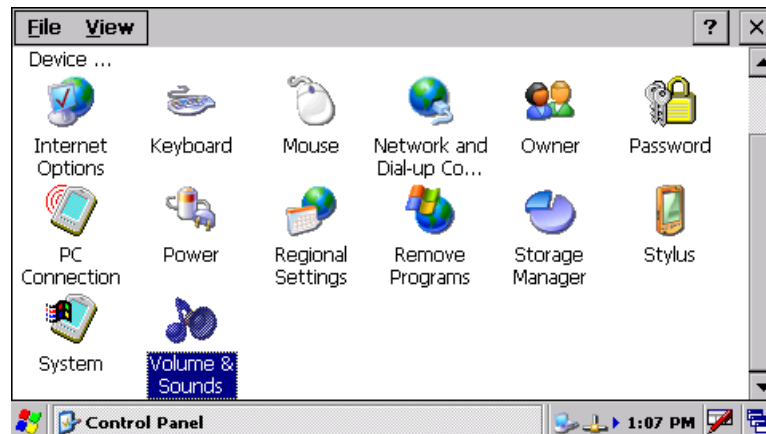 File View ? ×
Device ...
Internet Options
Keyboard
Mouse
Network and Dial-up Co...
Owner
Password
PC Connection
Power
Regional Settings
Remove Programs
Storage Manager
Stylus
System
Volume & Sounds
Control Panel
1:07 PM